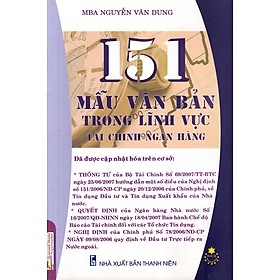 MBA NGUYỄN VĂN DUNG
151
MẪU VĂN BẢN
TRONG LĨNH VỰC
TÀI CHINH NGÂN HÀNG
Đã được cập nhật hóa trên cơ sở:
* THÔNG TƯ của Bộ Tài Chính Số 69/2007/TT-BTC
ngày 25/06/2007 hướng dẫn một số điều của Nghị định
số 151/2006/NĐ-CP ngày 20/12/2006 của Chính phủ, về
Tín dụng Đầu tư và Tín dụng Xuất khẩu của Nhà
nước.
* QUYẾT ĐỊNH của Ngân Hàng Nhà nước Số
16/2007/QĐ-NHNN ngày 18/04/2007 Ban hành Chế độ
Báo cáo Tài chính đối với các Tổ chức Tín dụng.
* NGHỊ ĐỊNH của Chính phủ Số 78/2006/NĐ-CP
NGÀY 09/08/2006 quy định về Đầu tư Trực tiếp ra
Nước ngoài.
NHÀ XUẤT BẢN THANH NIÊN